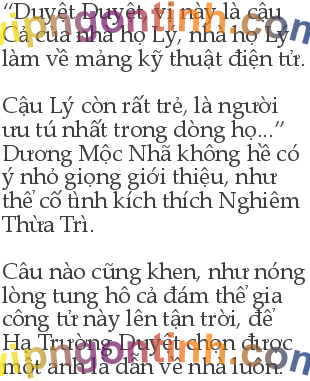 “Duyệt Duyệt, vị này là cậu
Cả của nhà họ Lý, nhà họ Lý
làm về mảng kỹ thuật điện tử.
Cậu Lý còn rất trẻ, là người
ưu tú nhất trong dòng họ...”
Dương Mộc Nhã không hề có
ý nhỏ giọng giới thiệu, như
thể cố tình kích thích Nghiêm
Thừa Trì.
Câu nào cũng khen, như nóng
lòng tung hô cả đám thể gia
công tử này lên tận trời, để
Hạ Trường Duyệt chọn được
một anh là dẫn về nhà luôn.